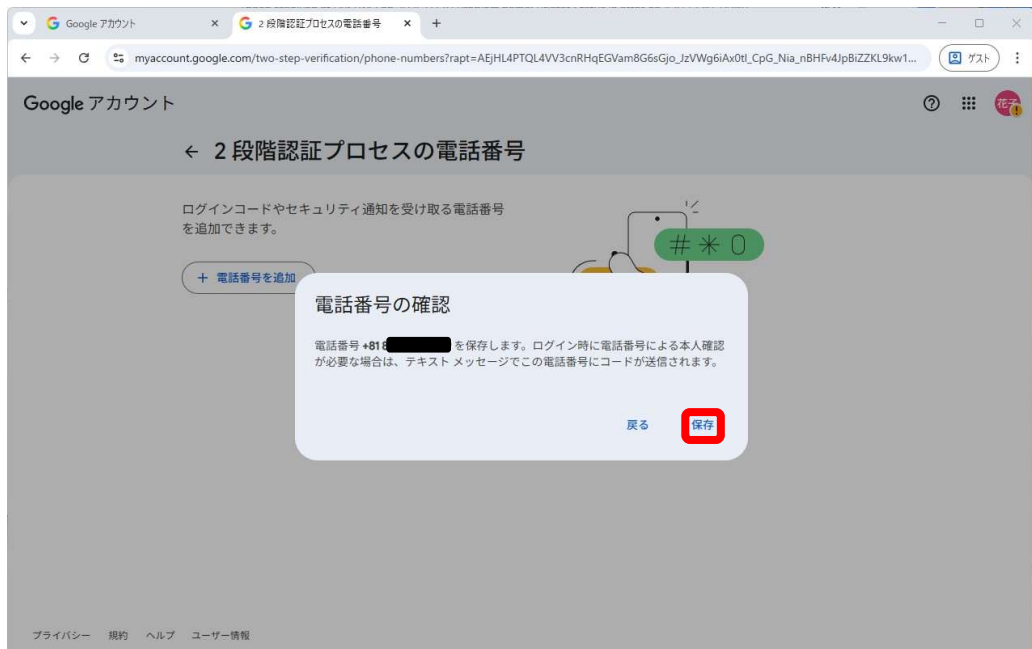 Google アカウント
2 段階認証プロセスの電話番号
myaccount.google.com/two-step-verification/phone-numbers?rapt=AEjHL4PTQL4VV3cnRHqEGVam8G6sGjo_JzVWg6iAx0tl_CpG_Nia_nBHFv4JpBiZZKL9kw1...
ゲスト
Google アカウント
花子
2 段階認証プロセスの電話番号
ログインコードやセキュリティ通知を受け取る電話番号
を追加できます。
# * 0
+ 電話番号を追加
電話番号の確認
電話番号 +81 8 を保存します。ログイン時に電話番号による本人確認
が必要な場合は、テキスト メッセージでこの電話番号にコードが送信されます。
戻る 保存
プライバシー 規約 ヘルプ ユーザー情報